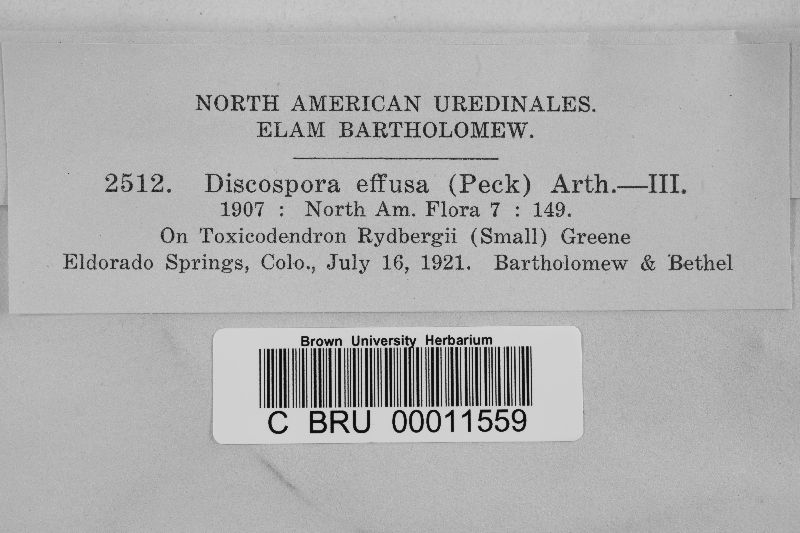 NORTH AMERICAN UREDINALES.
ELAM BARTHOLOMEW.
2512. Discospora effusa (Peck) Arth.—III.
1907 : North Am. Flora 7 : 149.
On Toxicodendron Rydbergii (Small) Greene
Eldorado Springs, Colo., July 16, 1921. Bartholomew & Bethel
Brown University Herbarium
C BRU 00011559